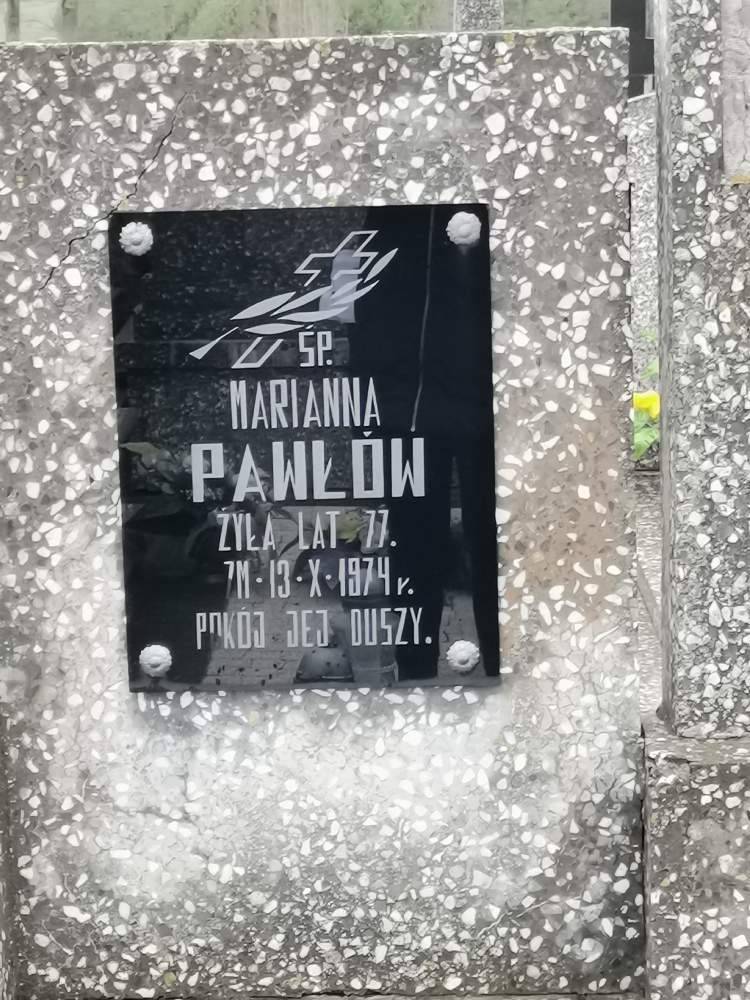 ŚP.
MARIANNA
PAWŁÓW
ŻYŁA LAT 77.
ZM·13·X·1974 r.
POKÓJ JEJ DUSZY.